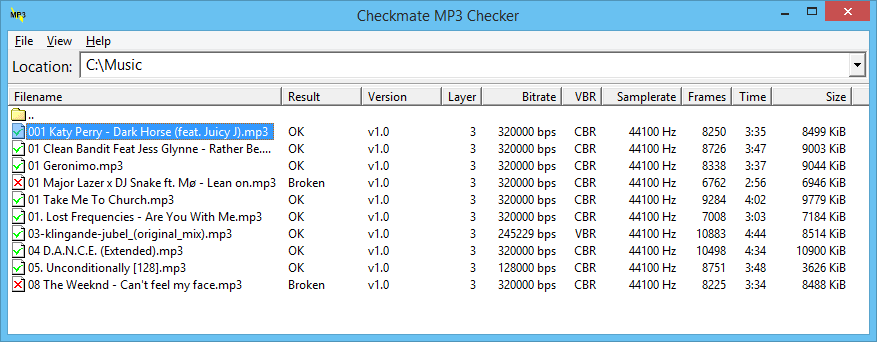 MP3 Checkmate MP3 Checker
File View Help
Location: C:\Music
Filename Result Version Layer Bitrate VBR Samplerate Frames Time Size
..
001 Katy Perry - Dark Horse (feat. Juicy J).mp3 OK v1.0 3 320000 bps CBR 44100 Hz 8250 3:35 8499 KiB
01 Clean Bandit Feat Jess Glynne - Rather Be.... OK v1.0 3 320000 bps CBR 44100 Hz 8726 3:47 9003 KiB
01 Geronimo.mp3 OK v1.0 3 320000 bps CBR 44100 Hz 8338 3:37 9044 KiB
01 Major Lazer x DJ Snake ft. Mø - Lean on.mp3 Broken v1.0 3 320000 bps CBR 44100 Hz 6762 2:56 6946 KiB
01 Take Me To Church.mp3 OK v1.0 3 320000 bps CBR 44100 Hz 9284 4:02 9779 KiB
01. Lost Frequencies - Are You With Me.mp3 OK v1.0 3 320000 bps CBR 44100 Hz 7008 3:03 7184 KiB
03-klingande-jubel_(original_mix).mp3 OK v1.0 3 245229 bps VBR 44100 Hz 10883 4:44 8514 KiB
04 D.A.N.C.E. (Extended).mp3 OK v1.0 3 320000 bps CBR 44100 Hz 10498 4:34 10900 KiB
05. Unconditionally [128].mp3 OK v1.0 3 128000 bps CBR 44100 Hz 8751 3:48 3626 KiB
08 The Weeknd - Can't feel my face.mp3 Broken v1.0 3 320000 bps CBR 44100 Hz 8225 3:34 8488 KiB